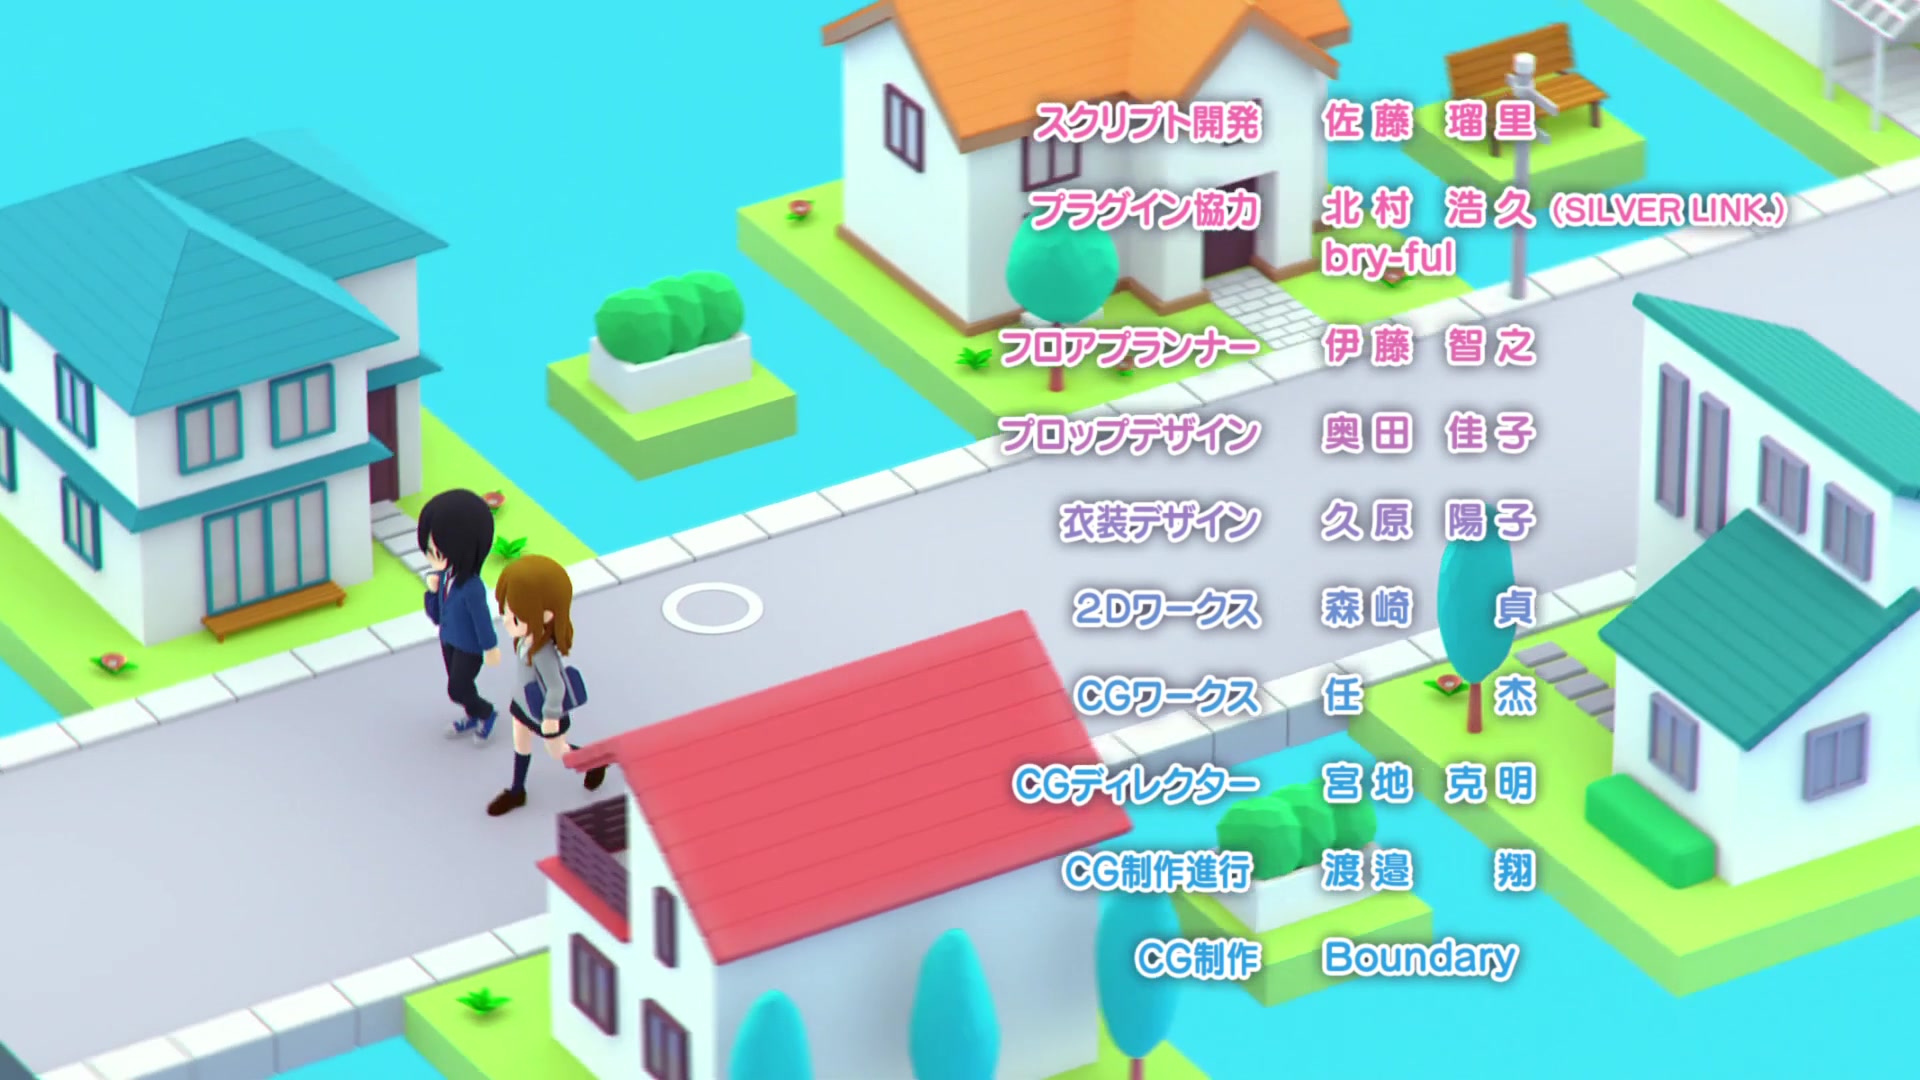 スクリプト開発 佐藤 瑠里
プラグイン協力 北村 浩久 (SILVER LINK.)
bry-ful
フロアプランナー 伊藤 智之
プロップデザイン 奥田 佳子
衣装デザイン 久原 陽子
2Dワークス 森崎 貞
CGワークス 任 杰
CGディレクター 宮地 克明
CG制作進行 渡邉 翔
CG制作 Boundary